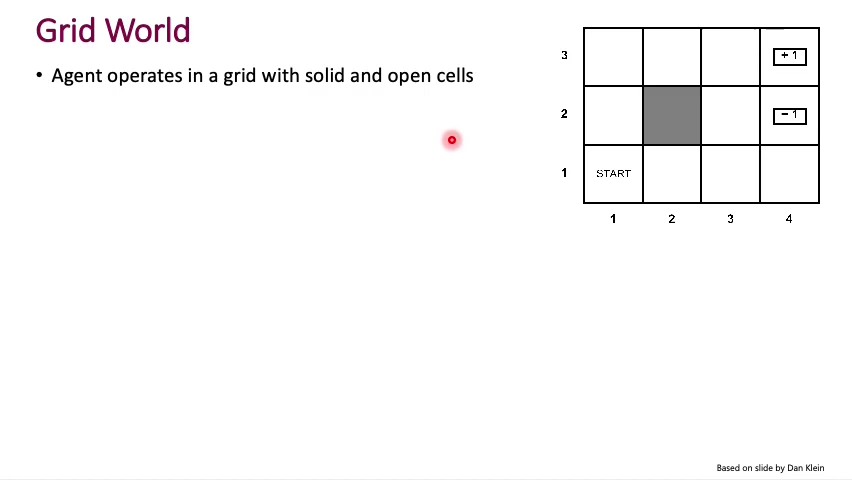 Grid World
• Agent operates in a grid with solid and open cells
3
+ 1
2
− 1
1
START
1 2 3 4
Based on slide by Dan Klein